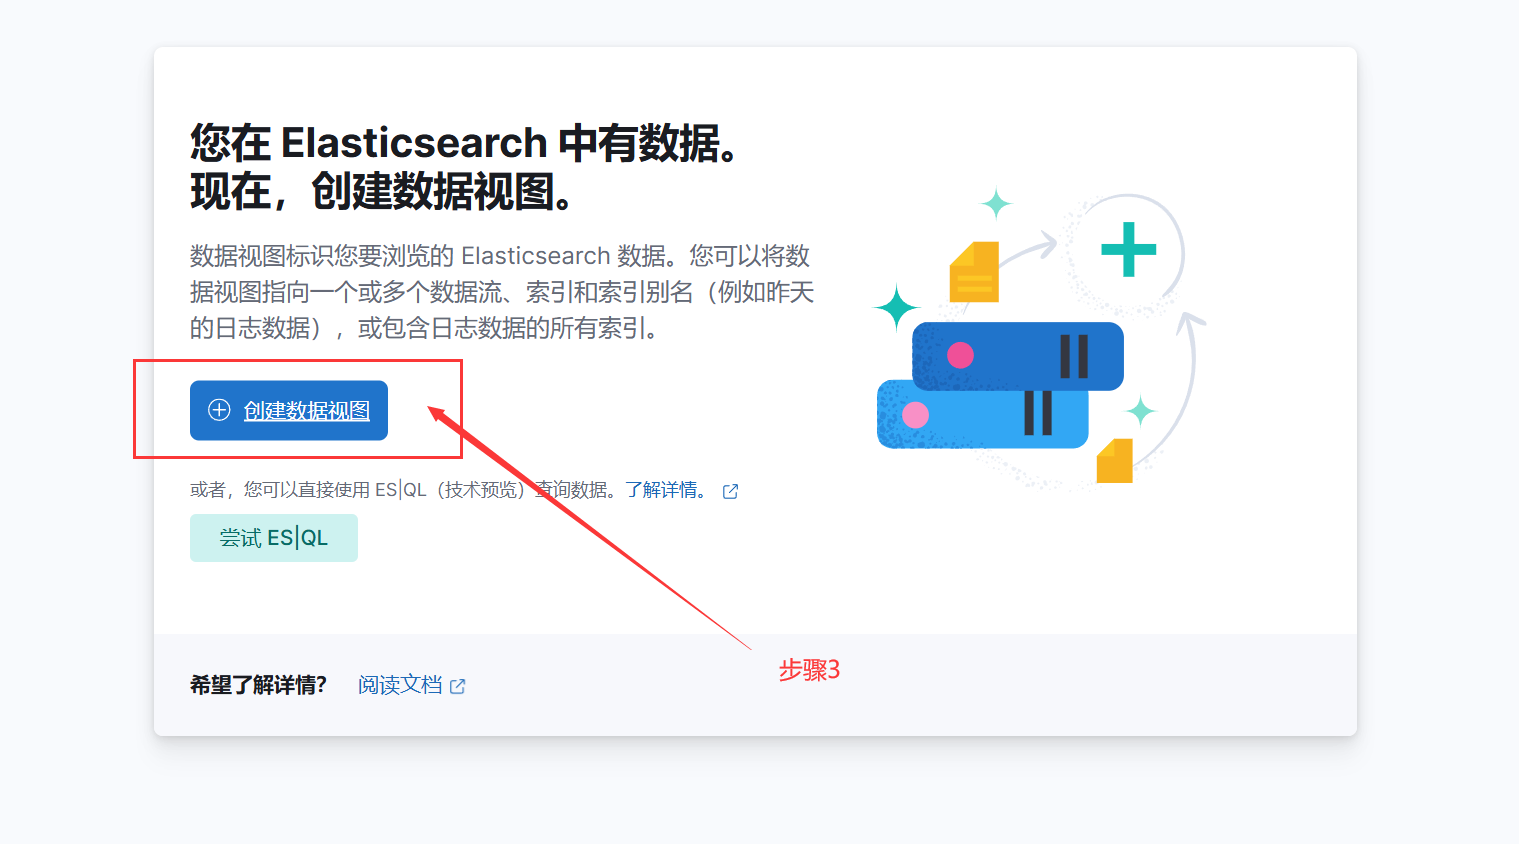 您在 Elasticsearch 中有数据。
现在，创建数据视图。
数据视图标识您要浏览的 Elasticsearch 数据。您可以将数
据视图指向一个或多个数据流、索引和索引别名（例如昨天
的日志数据），或包含日志数据的所有索引。
创建数据视图
或者，您可以直接使用 ES|QL（技术预览）查询数据。了解详情。
尝试 ES|QL
步骤3
希望了解详情? 阅读文档